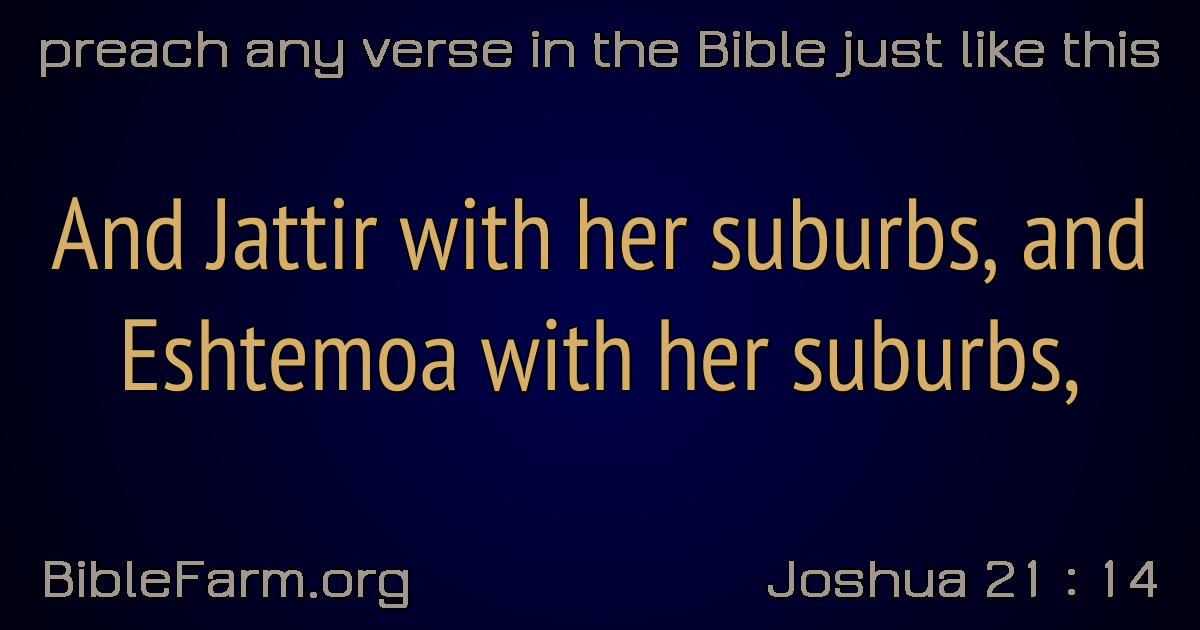 preach any verse in the Bible just like this
And Jattir with her suburbs, and
Eshtemoa with her suburbs,
BibleFarm.org
Joshua 21 : 14